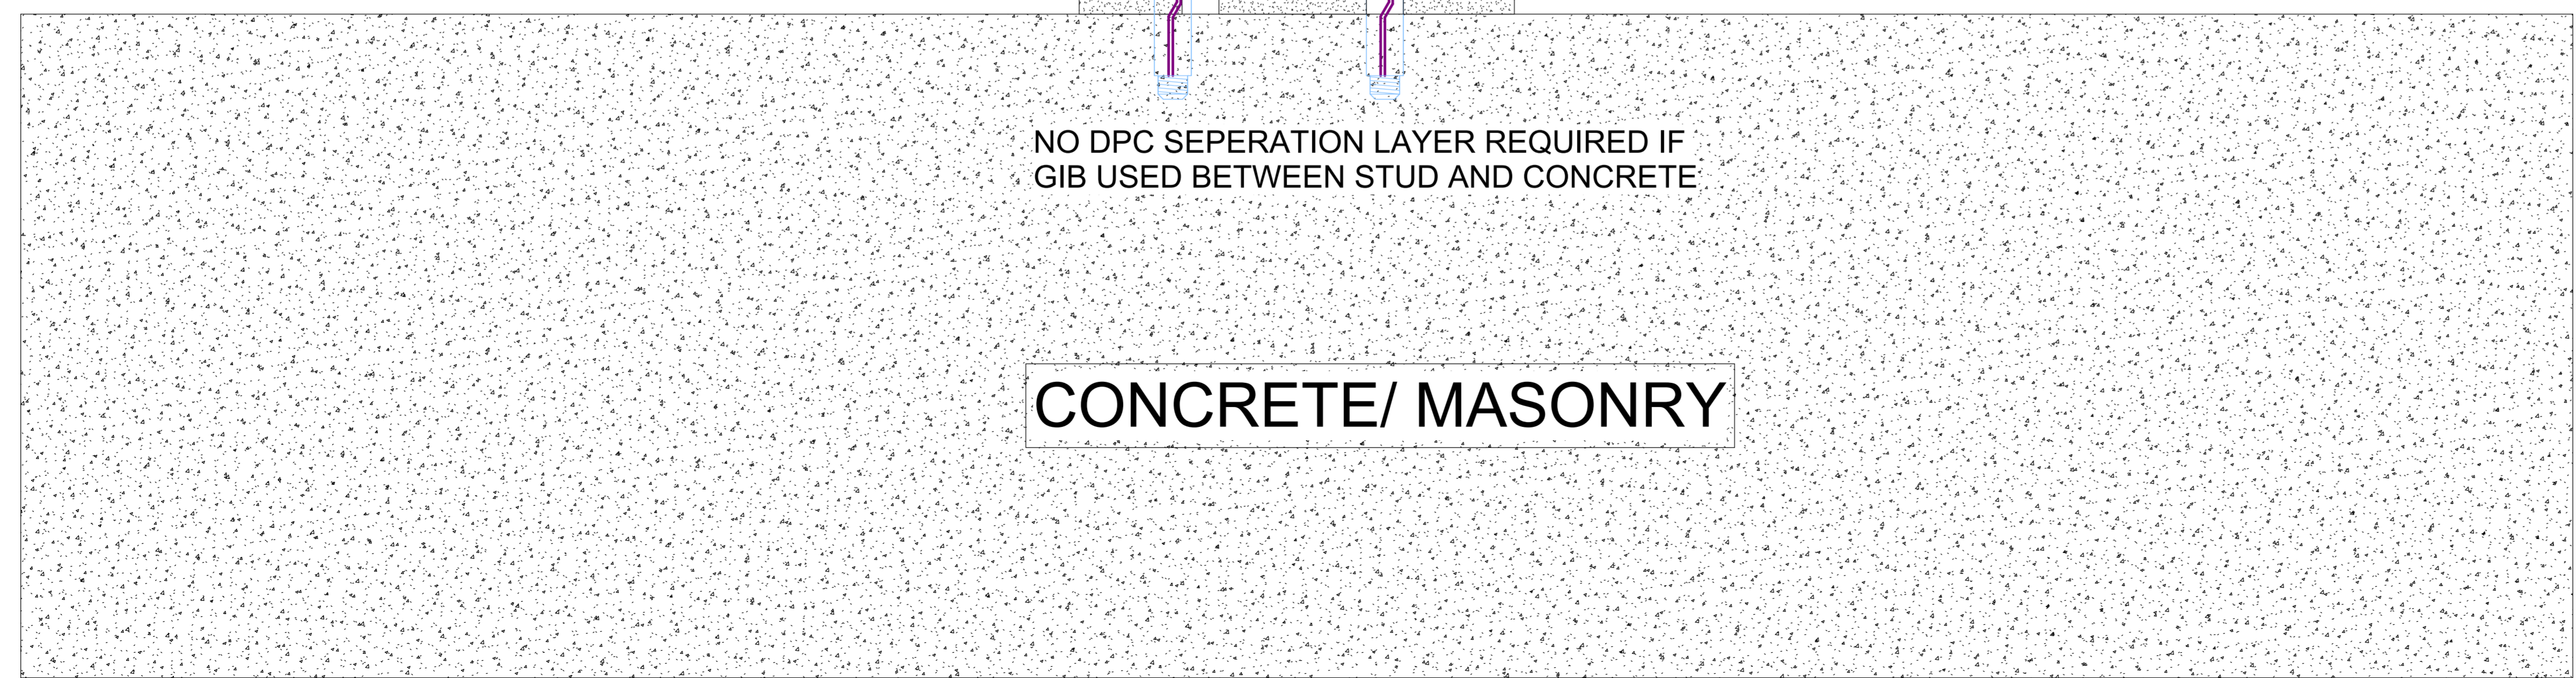 NO DPC SEPERATION LAYER REQUIRED IF
GIB USED BETWEEN STUD AND CONCRETE
CONCRETE/ MASONRY